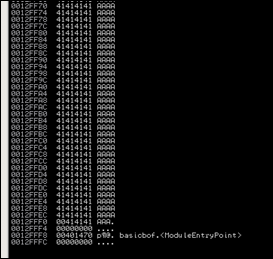 0012FF70 41414141 AAAA
0012FF74 41414141 AAAA
0012FF78 41414141 AAAA
0012FF7C 41414141 AAAA
0012FF80 41414141 AAAA
0012FF84 41414141 AAAA
0012FF88 41414141 AAAA
0012FF8C 41414141 AAAA
0012FF90 41414141 AAAA
0012FF94 41414141 AAAA
0012FF98 41414141 AAAA
0012FF9C 41414141 AAAA
0012FFA0 41414141 AAAA
0012FFA4 41414141 AAAA
0012FFA8 41414141 AAAA
0012FFAC 41414141 AAAA
0012FFB0 41414141 AAAA
0012FFB4 41414141 AAAA
0012FFB8 41414141 AAAA
0012FFBC 41414141 AAAA
0012FFC0 41414141 AAAA
0012FFC4 41414141 AAAA
0012FFC8 41414141 AAAA
0012FFCC 41414141 AAAA
0012FFD0 41414141 AAAA
0012FFD4 41414141 AAAA
0012FFD8 41414141 AAAA
0012FFDC 41414141 AAAA
0012FFE0 41414141 AAAA
0012FFE4 41414141 AAAA
0012FFE8 41414141 AAAA
0012FFEC 41414141 AAAA
0012FFF0 00414141 AAA.
0012FFF4 00000000 ....
0012FFF8 00401470 p¶@. basicbof.<ModuleEntryPoint>
0012FFFC 00000000 ....